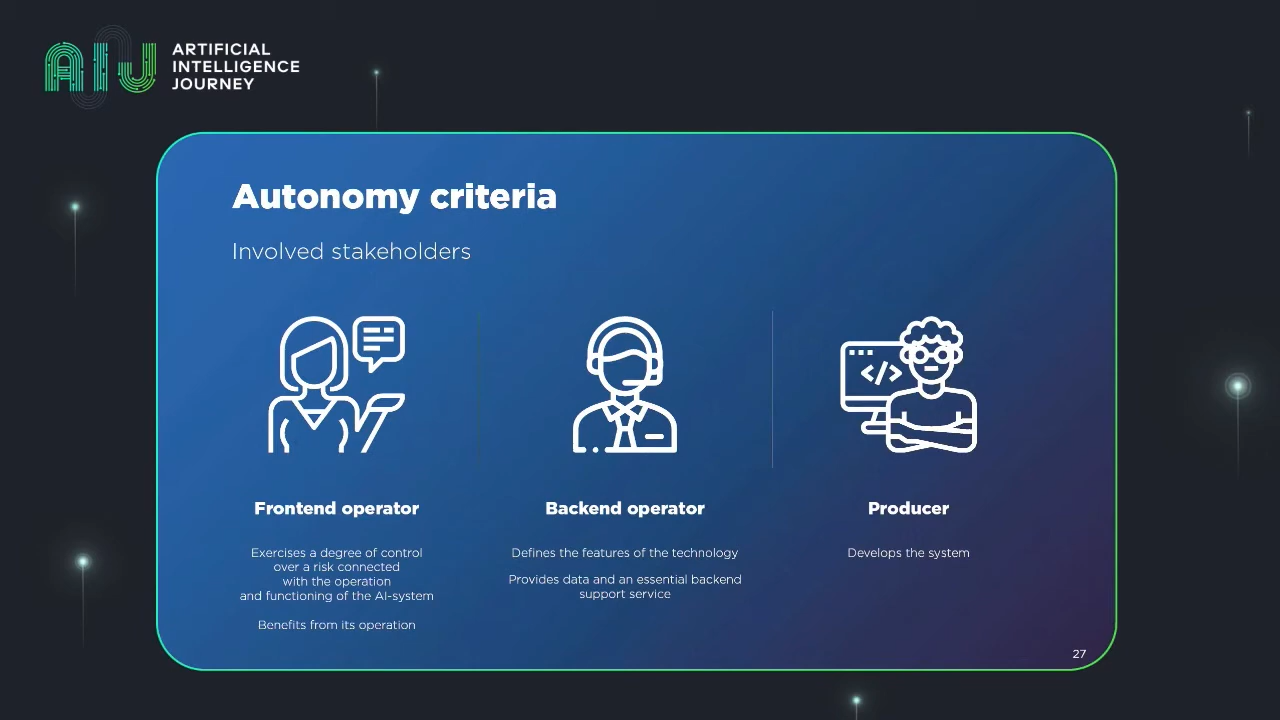 AIJ
ARTIFICIAL
INTELLIGENCE
JOURNEY
Autonomy criteria
Involved stakeholders
</>
Frontend operator
Exercises a degree of control
over a risk connected
with the operation
and functioning of the AI-system
Benefits from its operation
Backend operator
Defines the features of the technology
Provides data and an essential backend
support service
Producer
Develops the system
27